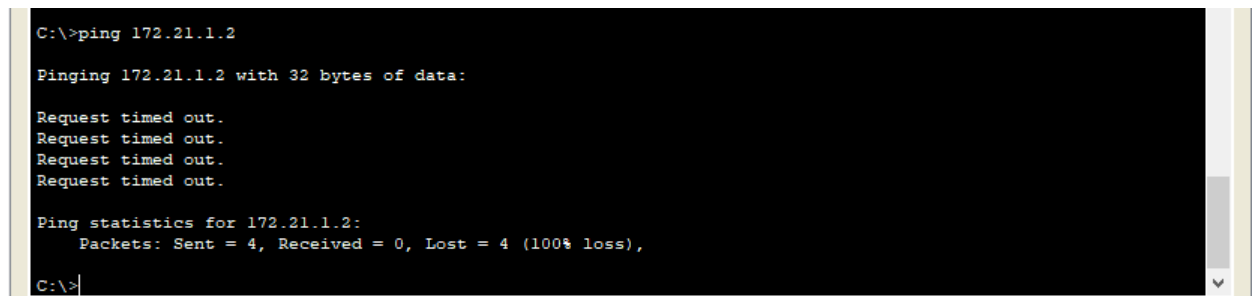 C:\>ping 172.21.1.2
Pinging 172.21.1.2 with 32 bytes of data:
Request timed out.
Request timed out.
Request timed out.
Request timed out.
Ping statistics for 172.21.1.2:
    Packets: Sent = 4, Received = 0, Lost = 4 (100% loss),
C:\>